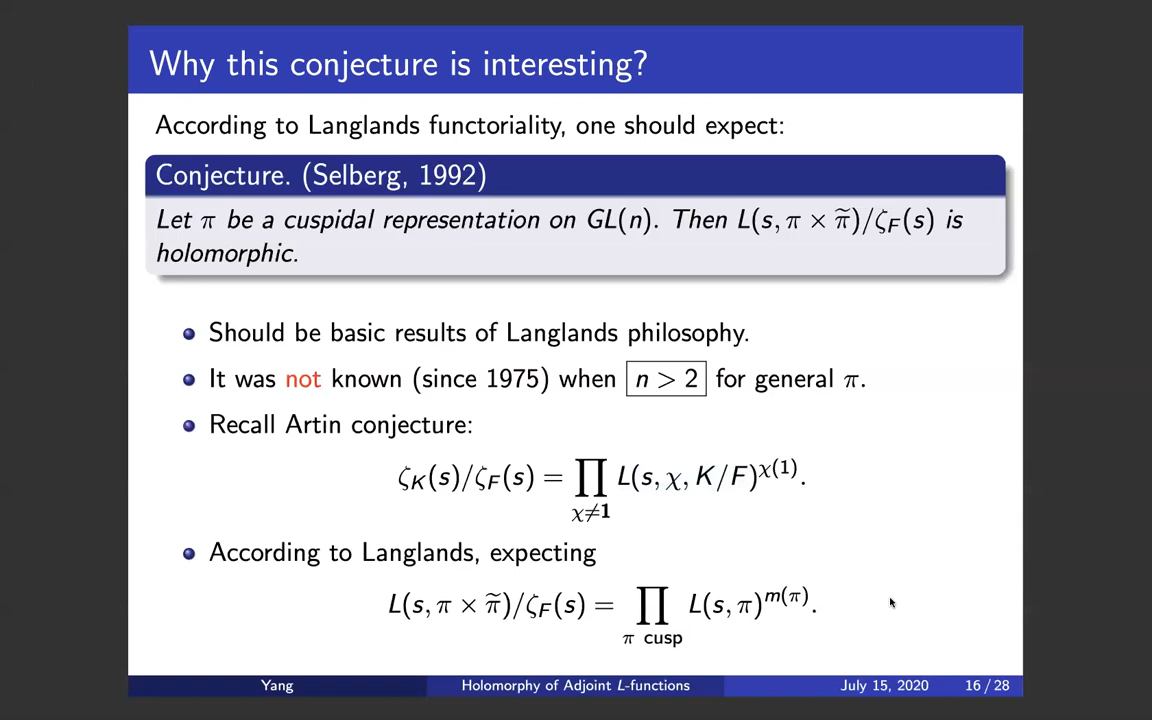 Why this conjecture is interesting?
According to Langlands functoriality, one should expect:
Conjecture. (Selberg, 1992)
Let π be a cuspidal representation on GL(n). Then L(s, π × π̃)/ζ_F(s) is
holomorphic.
Should be basic results of Langlands philosophy.
It was not known (since 1975) when n > 2 for general π.
Recall Artin conjecture:
ζ_K(s)/ζ_F(s) = ∏_{χ≠1} L(s, χ, K/F)^{χ(1)}.
According to Langlands, expecting
L(s, π × π̃)/ζ_F(s) = ∏_{π cusp} L(s, π)^{m(π)}.
Yang Holomorphy of Adjoint L-functions July 15, 2020 16 / 28